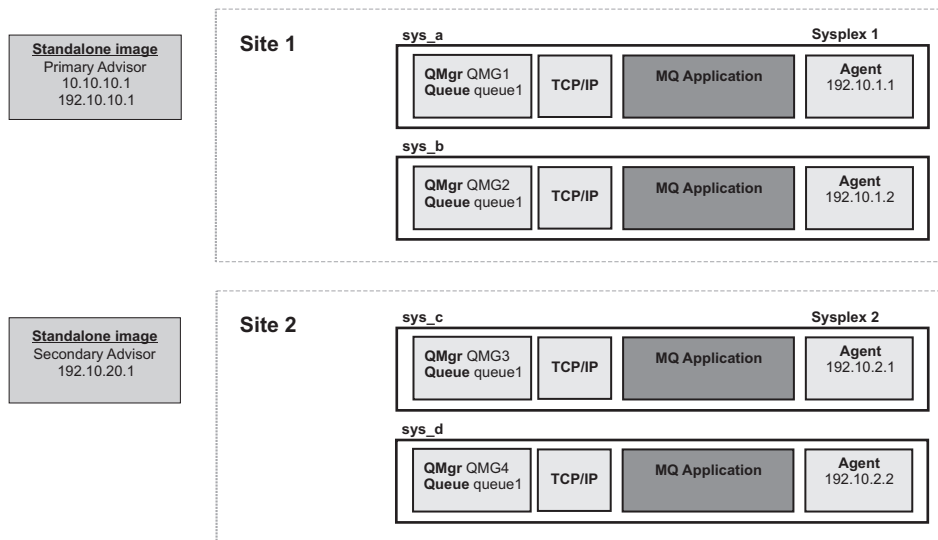 Standalone image
Primary Advisor
10.10.10.1
192.10.10.1
Site 1
sys_a
Sysplex 1
QMgr QMG1
Queue queue1
TCP/IP
MQ Application
Agent
192.10.1.1
sys_b
QMgr QMG2
Queue queue1
TCP/IP
MQ Application
Agent
192.10.1.2
Standalone image
Secondary Advisor
192.10.20.1
Site 2
sys_c
Sysplex 2
QMgr QMG3
Queue queue1
TCP/IP
MQ Application
Agent
192.10.2.1
sys_d
QMgr QMG4
Queue queue1
TCP/IP
MQ Application
Agent
192.10.2.2